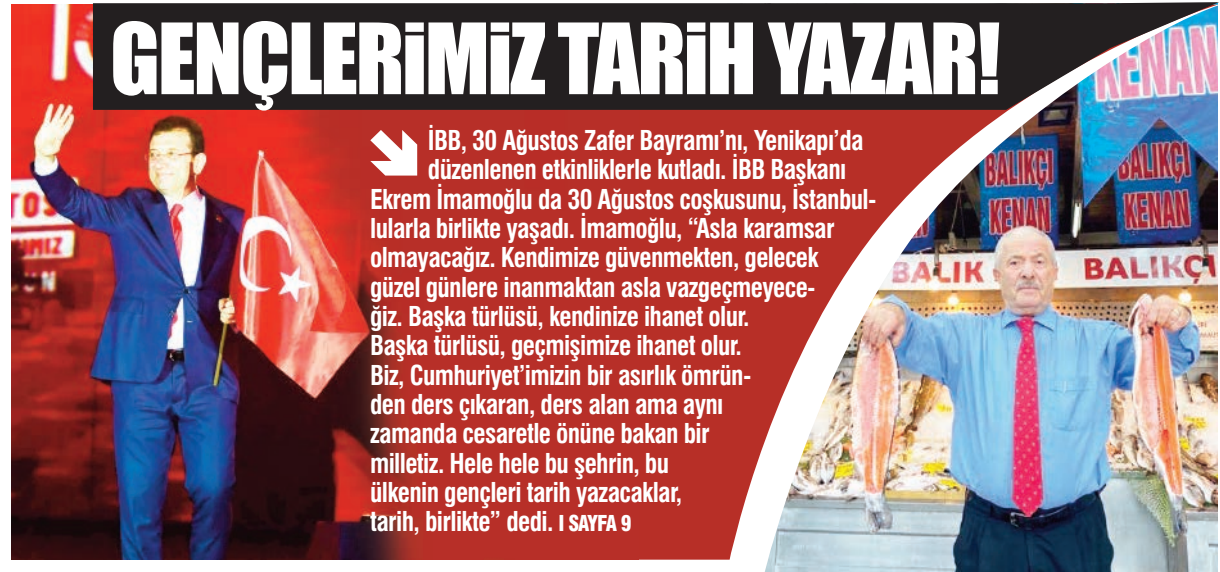 GENÇLERİMİZ TARİH YAZAR!
İBB, 30 Ağustos Zafer Bayramı’nı, Yenikapı’da
düzenlenen etkinliklerle kutladı. İBB Başkanı
Ekrem İmamoğlu da 30 Ağustos coşkusunu, İstanbul-
lularla birlikte yaşadı. İmamoğlu, “Asla karamsar
olmayacağız. Kendimize güvenmekten, gelecek
güzel günlere inanmaktan asla vazgeçmeyece-
ğiz. Başka türlüsü, kendinize ihanet olur.
Başka türlüsü, geçmişimize ihanet olur.
Biz, Cumhuriyet’imizin bir asırlık ömrün-
den ders çıkaran, ders alan ama aynı
zamanda cesaretle önüne bakan bir
milletiz. Hele hele bu şehrin, bu
ülkenin gençleri tarih yazacaklar,
tarih, birlikte” dedi. I SAYFA 9
KENAN
BALIKÇI
KENAN
BALIKÇI
KENAN
BALIK
BALIKÇI